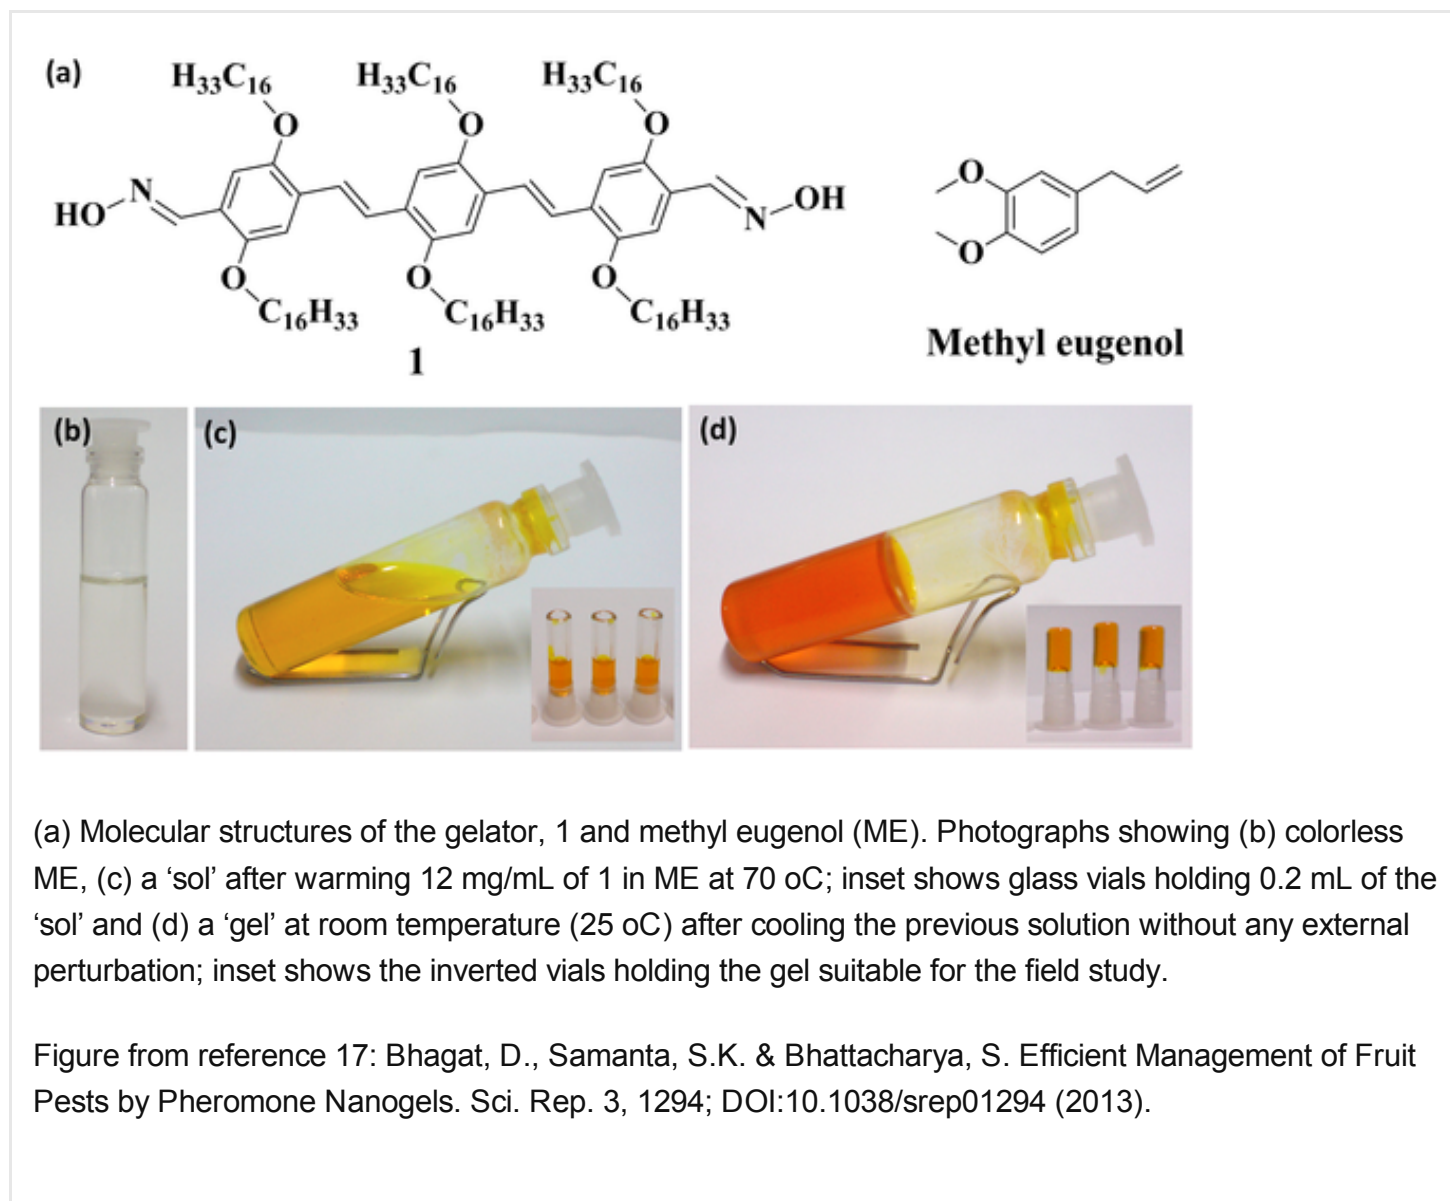 (a)
H33C16 H33C16 H33C16
O O O
N
HO
OH
N
O O O
C16H33 C16H33 C16H33
1
O
O
Methyl eugenol
(b)
(c)
(d)
(a) Molecular structures of the gelator, 1 and methyl eugenol (ME). Photographs showing (b) colorless
ME, (c) a ‘sol’ after warming 12 mg/mL of 1 in ME at 70 oC; inset shows glass vials holding 0.2 mL of the
‘sol’ and (d) a ‘gel’ at room temperature (25 oC) after cooling the previous solution without any external
perturbation; inset shows the inverted vials holding the gel suitable for the field study.
Figure from reference 17: Bhagat, D., Samanta, S.K. & Bhattacharya, S. Efficient Management of Fruit
Pests by Pheromone Nanogels. Sci. Rep. 3, 1294; DOI:10.1038/srep01294 (2013).